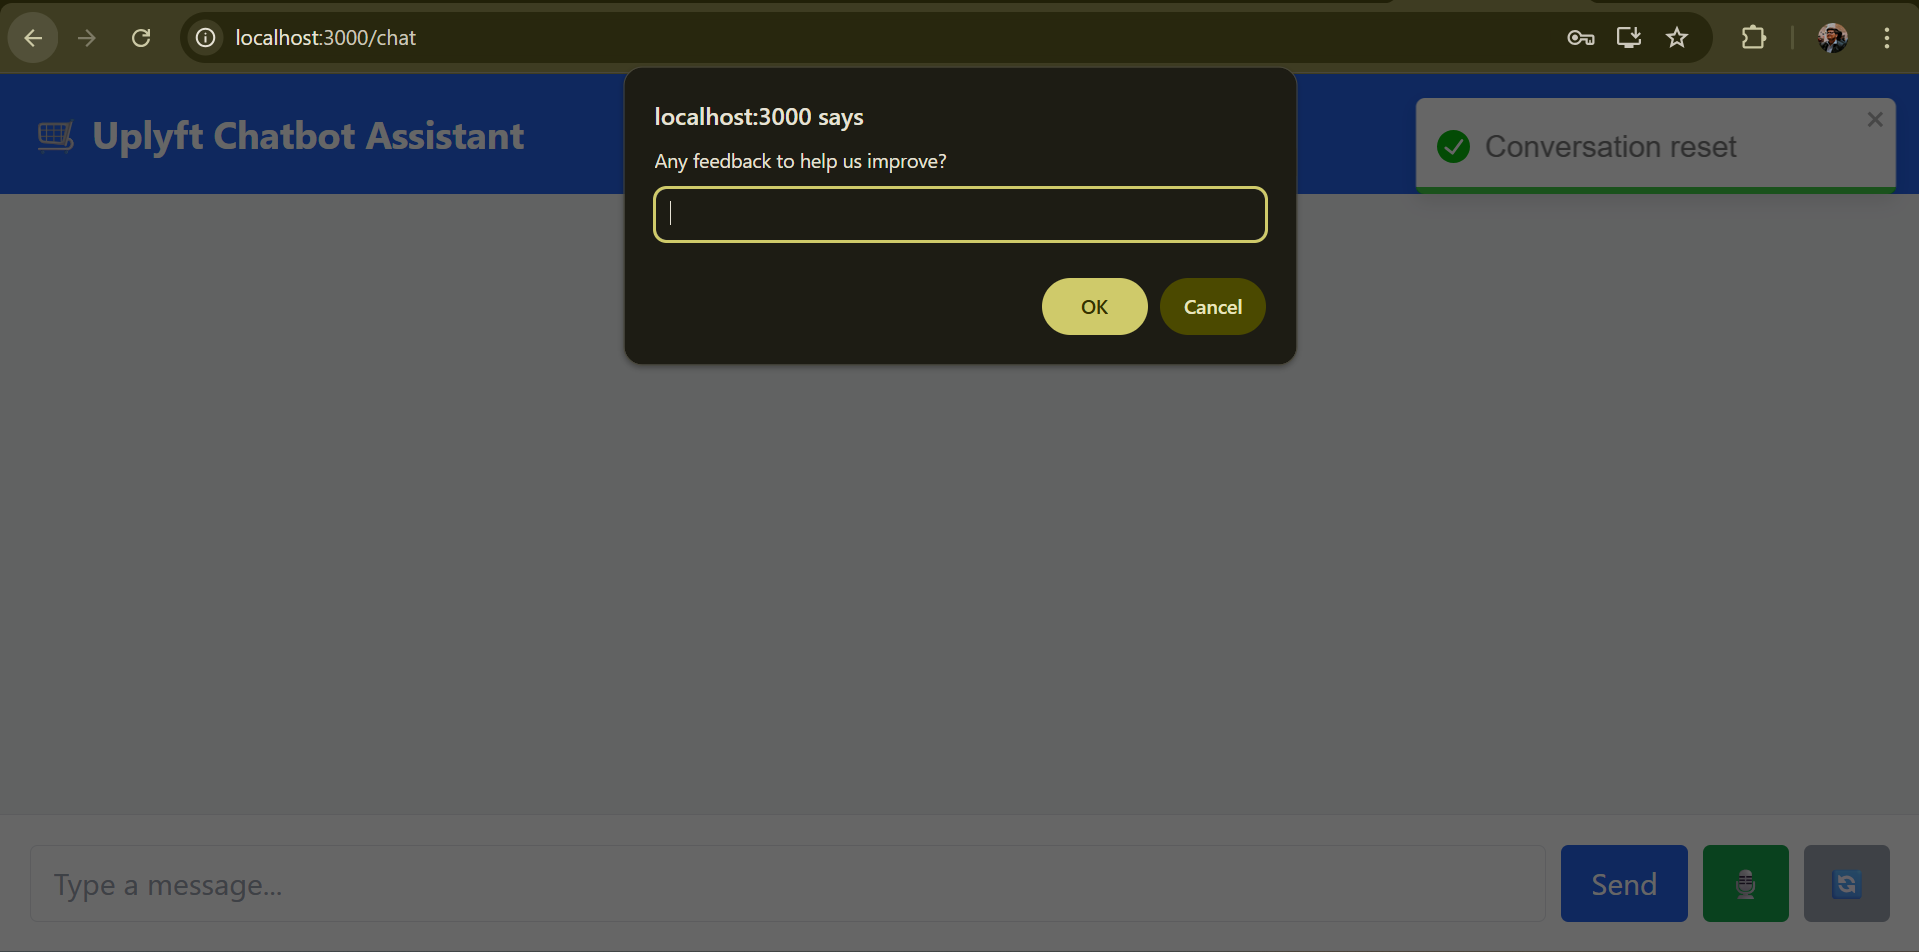 localhost:3000/chat
Uplyft Chatbot Assistant
localhost:3000 says
Any feedback to help us improve?
OK
Cancel
Conversation reset
Type a message...
Send